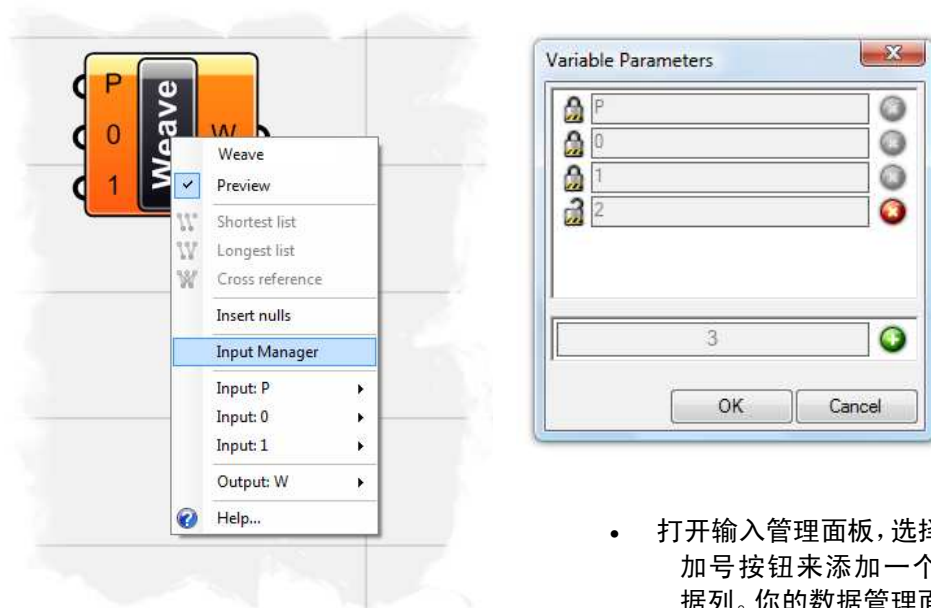 P
0
1
Weave
W
Weave
Preview
Shortest list
Longest list
Cross reference
Insert nulls
Input Manager
Input: P
Input: 0
Input: 1
Output: W
Help...
Variable Parameters
P
0
1
2
3
OK
Cancel
• 打开输入管理面板，选择
加号按钮来添加一个
据列。你的数据管理面